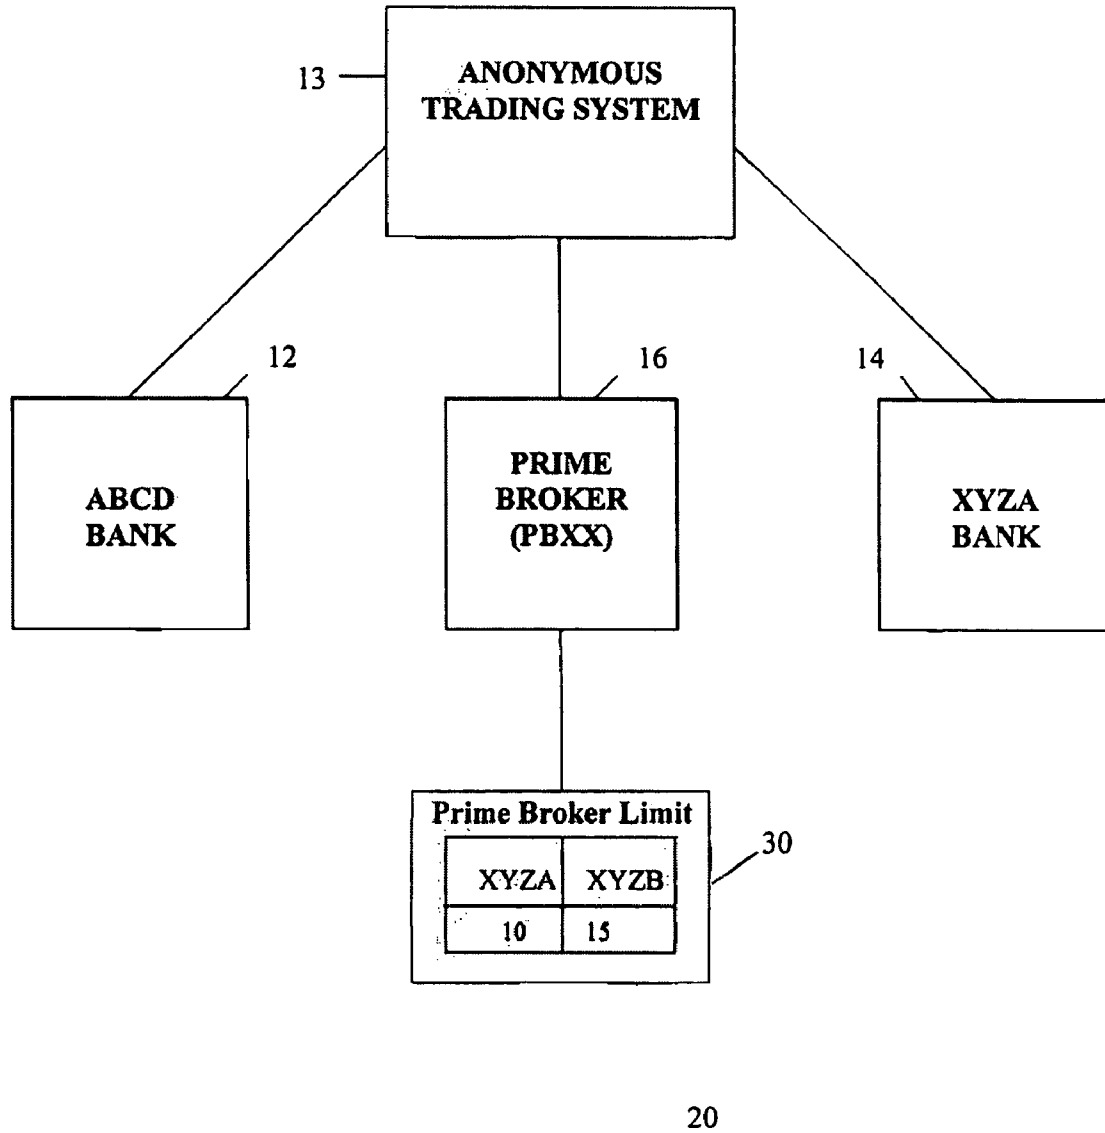 13
ANONYMOUS
TRADING SYSTEM
12
16
14
ABCD
BANK
PRIME
BROKER
(PBXX)
XYZA
BANK
Prime Broker Limit
30
XYZA XYZB
10 15
20